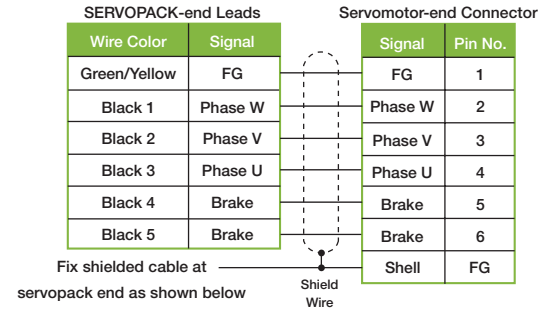 SERVOPACK-end Leads Servomotor-end Connector
Wire Color Signal Signal Pin No.
Green/Yellow FG FG 1
Black 1 Phase W Phase W 2
Black 2 Phase V Phase V 3
Black 3 Phase U Phase U 4
Black 4 Brake Brake 5
Black 5 Brake Brake 6
Fix shielded cable at Shell FG
servopack end as shown below Shield
Wire